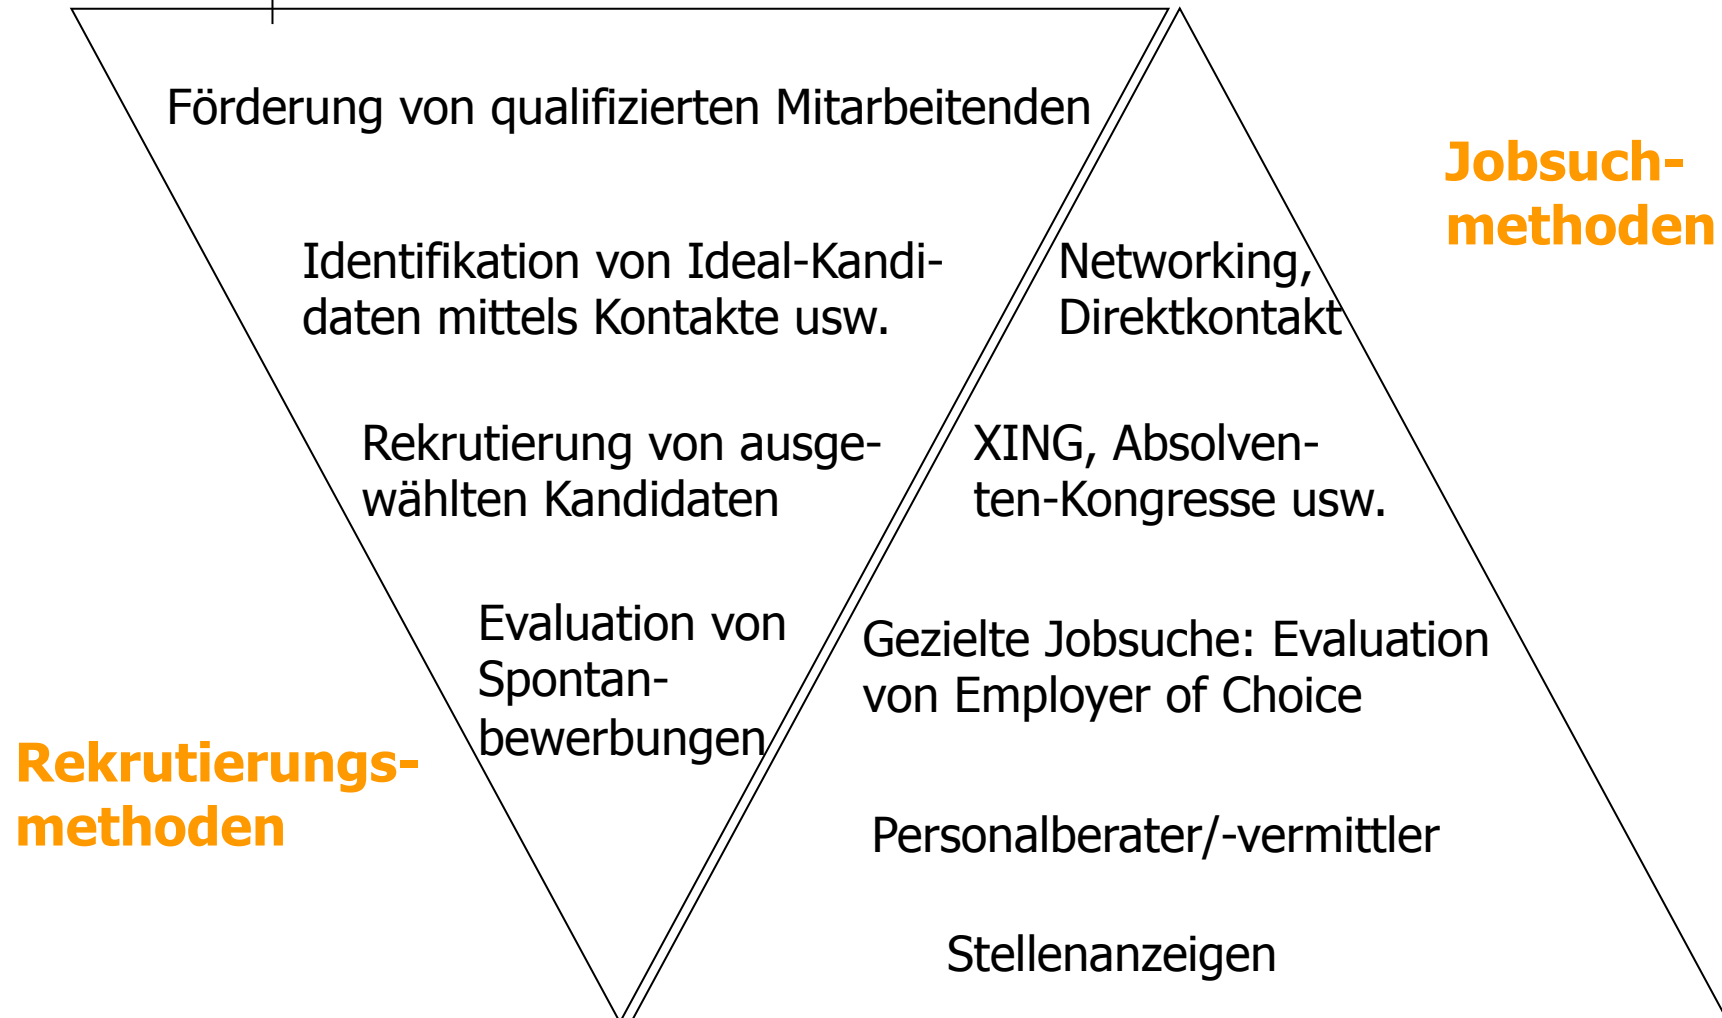 Förderung von qualifizierten Mitarbeitenden
Jobsuch-
methoden
Identifikation von Ideal-Kandi-
daten mittels Kontakte usw.
Networking,
Direktkontakt
Rekrutierung von ausge-
wählten Kandidaten
XING, Absolven-
ten-Kongresse usw.
Evaluation von
Spontan-
bewerbungen
Gezielte Jobsuche: Evaluation
von Employer of Choice
Rekrutierungs-
methoden
Personalberater/-vermittler
Stellenanzeigen